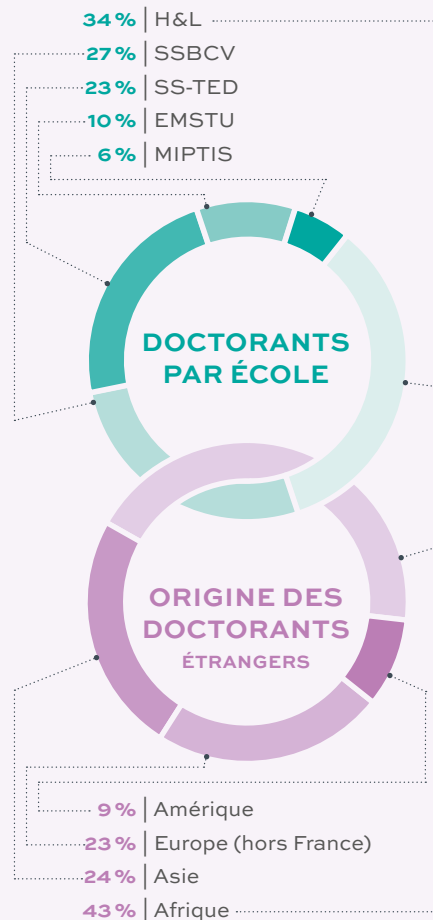 34 % H&L
27 % SSBCV
23 % SS-TED
10 % EMSTU
6 % MIPTIS
DOCTORANTS
PAR ÉCOLE
ORIGINE DES
DOCTORANTS
ÉTRANGERS
9 % Amérique
23 % Europe (hors France)
24 % Asie
43 % Afrique